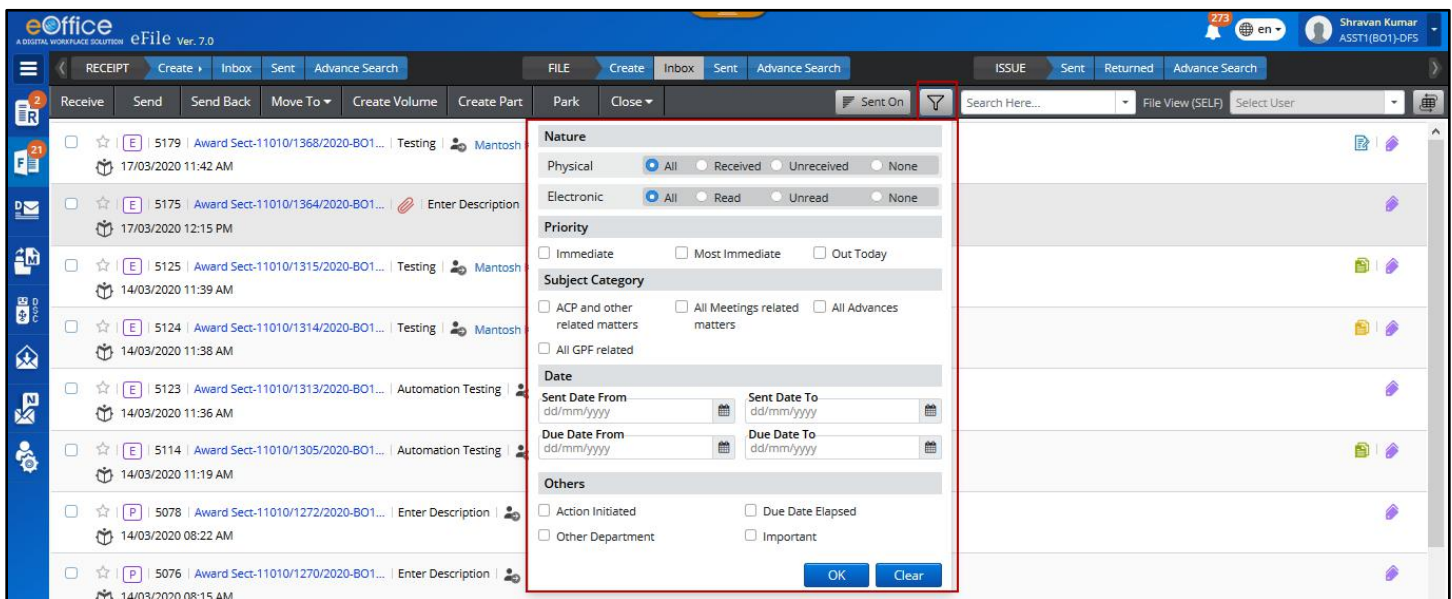 eOffice
A DIGITAL WORKPLACE SOLUTION eFile Ver. 7.0
273 en Shravan Kumar
ASST1(BO1)-DFS
RECEIPT Create Inbox Sent Advance Search FILE Create Inbox Sent Advance Search ISSUE Sent Returned Advance Search
Receive Send Send Back Move To Create Volume Create Part Park Close Sent On Search Here... File View (SELF) Select User
2
R
21
F
D
M
DSC
N
E 5179 Award Sect-11010/1368/2020-BO1... Testing Mantosh
17/03/2020 11:42 AM
E 5175 Award Sect-11010/1364/2020-BO1... Enter Description
17/03/2020 12:15 PM
E 5125 Award Sect-11010/1315/2020-BO1... Testing Mantosh
14/03/2020 11:39 AM
E 5124 Award Sect-11010/1314/2020-BO1... Testing Mantosh
14/03/2020 11:38 AM
E 5123 Award Sect-11010/1313/2020-BO1... Automation Testing
14/03/2020 11:36 AM
E 5114 Award Sect-11010/1305/2020-BO1... Automation Testing
14/03/2020 11:19 AM
P 5078 Award Sect-11010/1272/2020-BO1... Enter Description
14/03/2020 08:22 AM
P 5076 Award Sect-11010/1270/2020-BO1... Enter Description
14/03/2020 08:15 AM
Nature
Physical All Received Unreceived None
Electronic All Read Unread None
Priority
Immediate Most Immediate Out Today
Subject Category
ACP and other related matters All Meetings related matters All Advances
All GPF related
Date
Sent Date From Sent Date To
dd/mm/yyyy dd/mm/yyyy
Due Date From Due Date To
dd/mm/yyyy dd/mm/yyyy
Others
Action Initiated Due Date Elapsed
Other Department Important
OK Clear